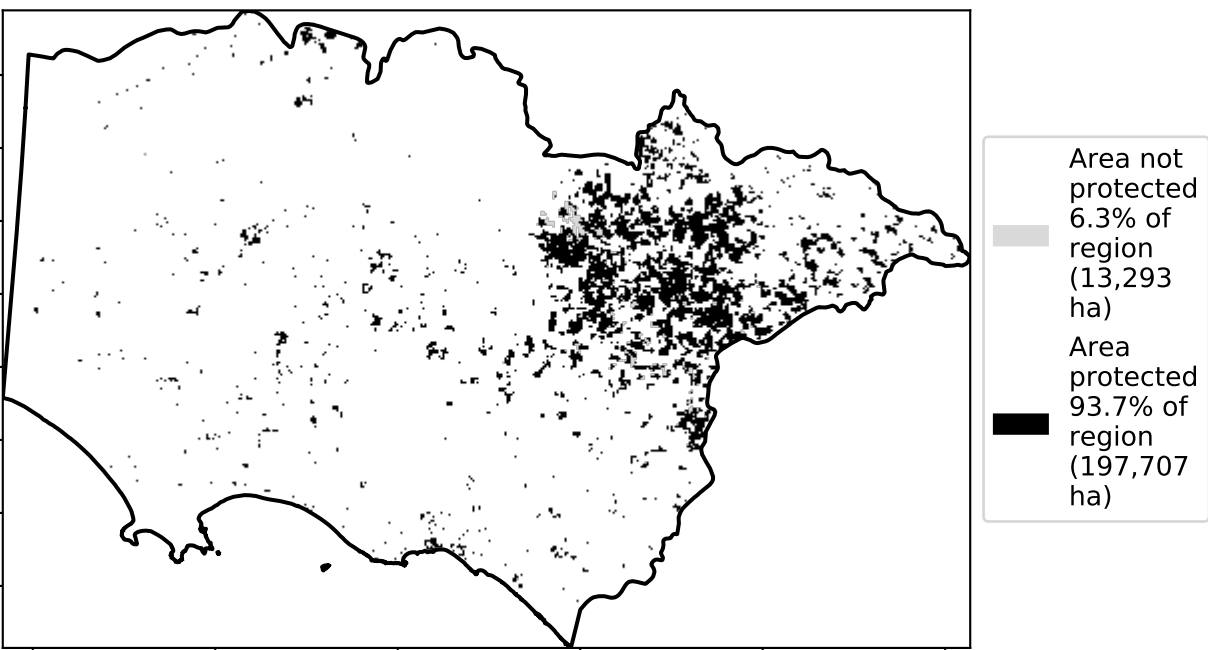 Area not
protected
6.3% of
region
(13,293
ha)
Area
protected
93.7% of
region
(197,707
ha)